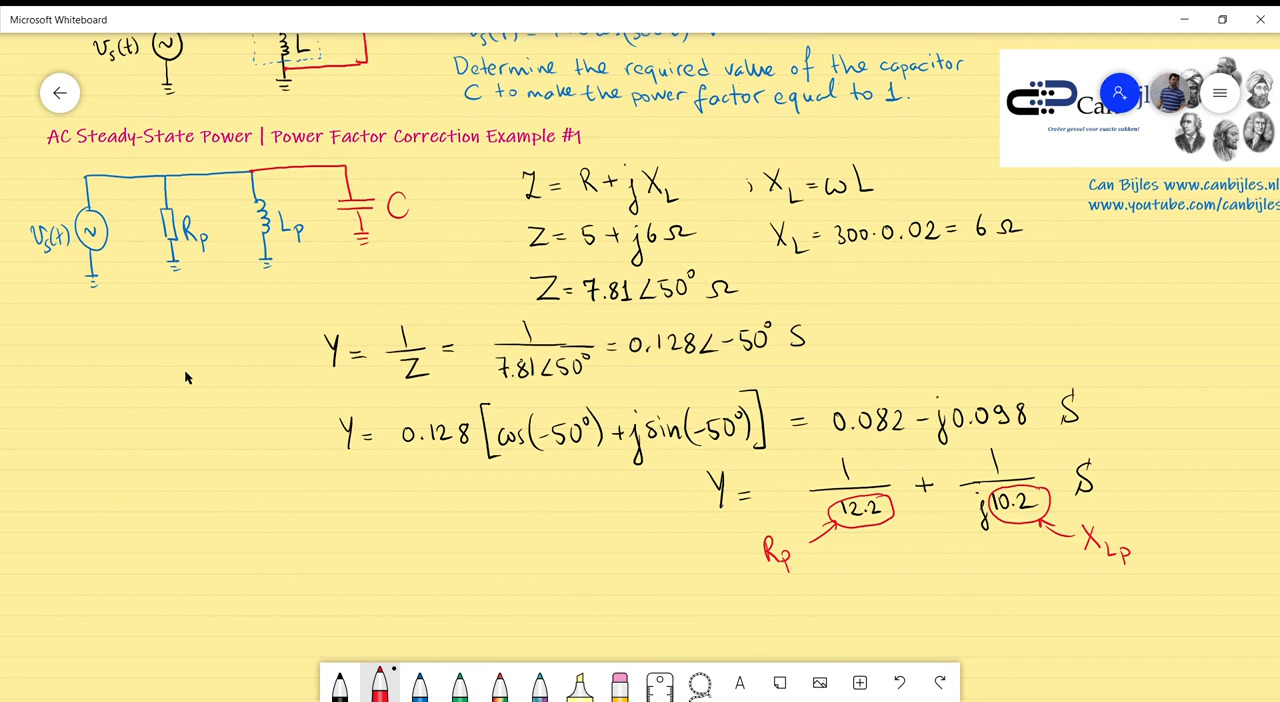 Microsoft Whiteboard
Vs(t)
L
Determine the required value of the capacitor
C to make the power factor equal to 1.
Creëer gevoel voor exacte vakken!
AC Steady-State Power | Power Factor Correction Example #1
Can Bijles www.canbijles.nl
www.youtube.com/canbijles
Vs(t)
Rp
Lp
C
Z = R + jXL ; XL = ωL
Z = 5 + j6 Ω XL = 300·0.02 = 6 Ω
Z = 7.81∠50° Ω
Y = 1/Z = 1/7.81∠50° = 0.128∠-50° S
Y = 0.128 [cos(-50°) + jsin(-50°)] = 0.082 - j0.098 S
Y = 1/12.2 + 1/j10.2 S
Rp
XLp
A